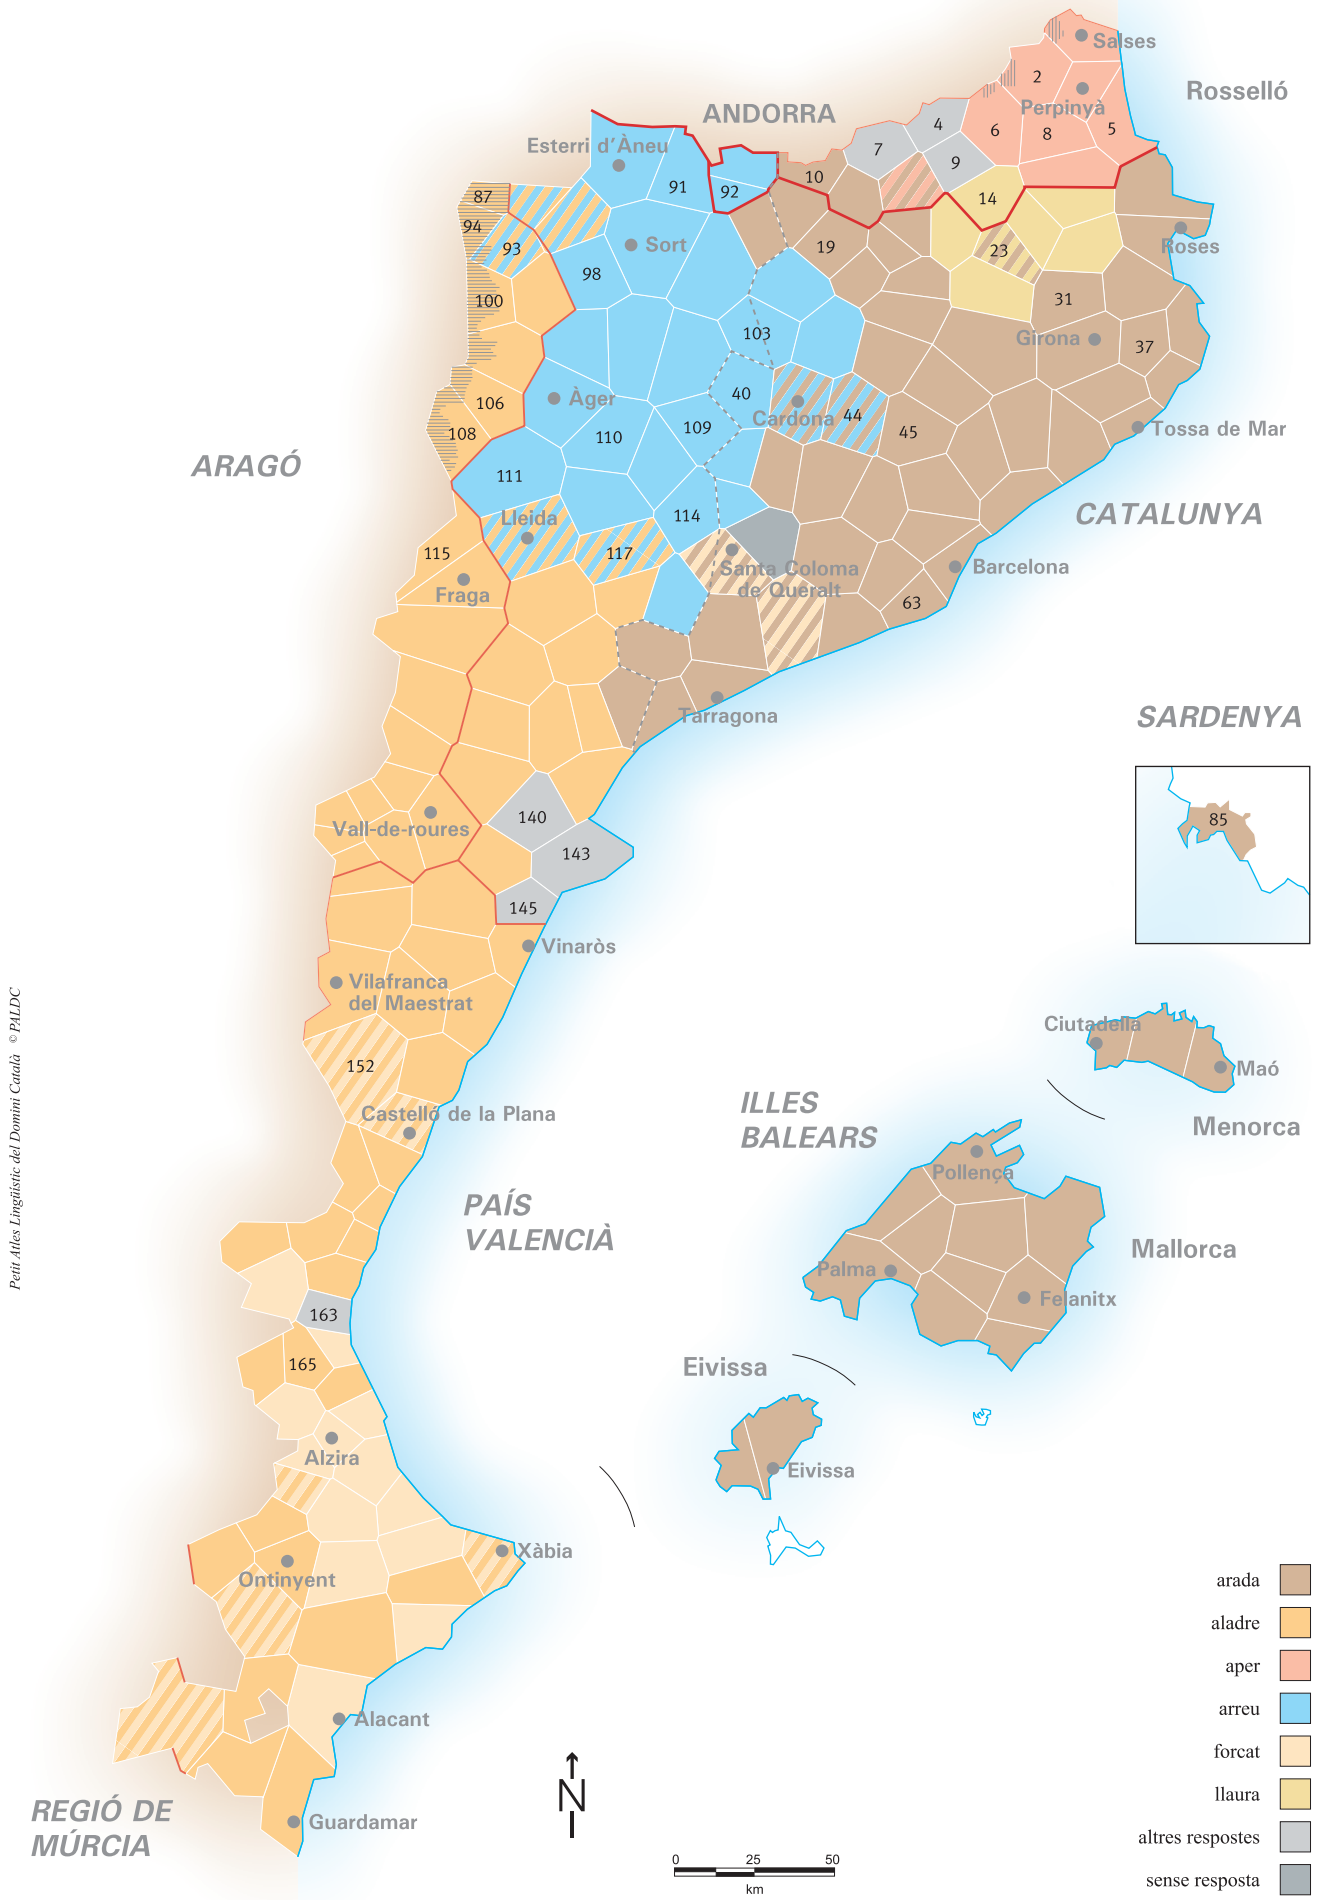 Salses
Rosselló
2
ANDORRA
Perpinyà
4
6
8
5
Esterri d'Àneu
7
9
10
91
92
14
87
94
93
Sort
19
23
Roses
98
100
31
103
Girona
37
Àger
40
Cardona
44
106
108
110
109
45
Tossa de Mar
ARAGÓ
111
Lleida
114
CATALUNYA
115
117
Santa Coloma
de Queralt
Barcelona
Fraga
63
Tarragona
SARDENYA
85
140
Vall-de-roures
143
145
Vinaròs
Vilafranca
del Maestrat
Ciutadella
152
Maó
Castelló de la Plana
ILLES
BALEARS
Menorca
Pollença
PAÍS
VALENCIÀ
Mallorca
Palma
Felanitx
163
165
Eivissa
Alzira
Eivissa
Xàbia
Ontinyent
Alacant
REGIÓ DE
MÚRCIA
Guardamar
N
0 25 50
km
arada
aladre
aper
arreu
forcat
llaura
altres respostes
sense resposta
Petit Atles Lingüístic del Domini Català © PALDC